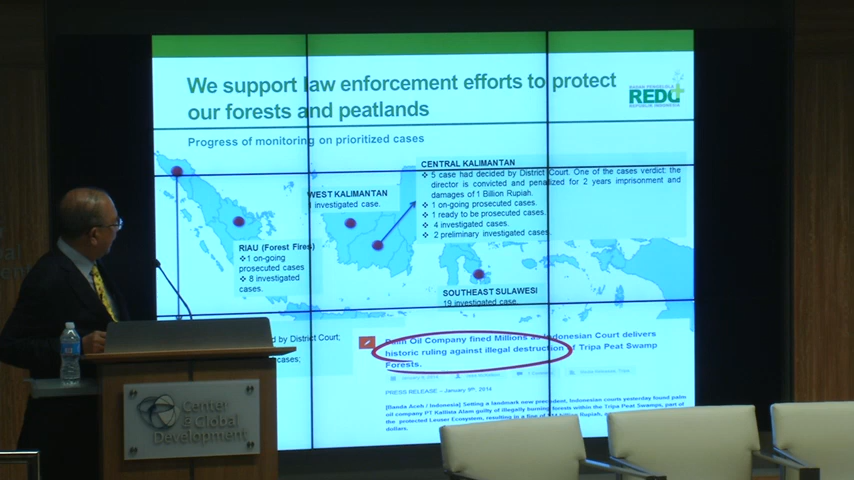 We support law enforcement efforts to protect
our forests and peatlands
REDD+
Progress of monitoring on prioritized cases
CENTRAL KALIMANTAN
❖ 5 case had decided by District Court. One of the cases verdict: the
director is convicted and penalized for 2 years imprisonment and
damages of 1 Billion Rupiah.
❖ 1 on-going prosecuted cases.
❖ 1 ready to be prosecuted cases.
❖ 4 investigated cases.
❖ 2 preliminary investigated cases.
WEST KALIMANTAN
1 investigated case.
RIAU (Forest Fires)
❖1 on-going
prosecuted cases
❖ 8 investigated
cases.
SOUTHEAST SULAWESI
19 investigated case.
by District Court;
cases;
Palm Oil Company fined Millions as Indonesian Court delivers
historic ruling against illegal destruction of Tripa Peat Swamp
Forests.
PRESS RELEASE – January 9th, 2014
[Banda Aceh / Indonesia] Setting a landmark new president, Indonesian courts yesterday found palm
oil company PT Kallista Alam guilty of illegally burning forests within the Tripa Peat Swamps, part of
the protected Leuser Ecosystem, resulting in a fine of billion Rupiah,
dollars.
Center
& Global
Development